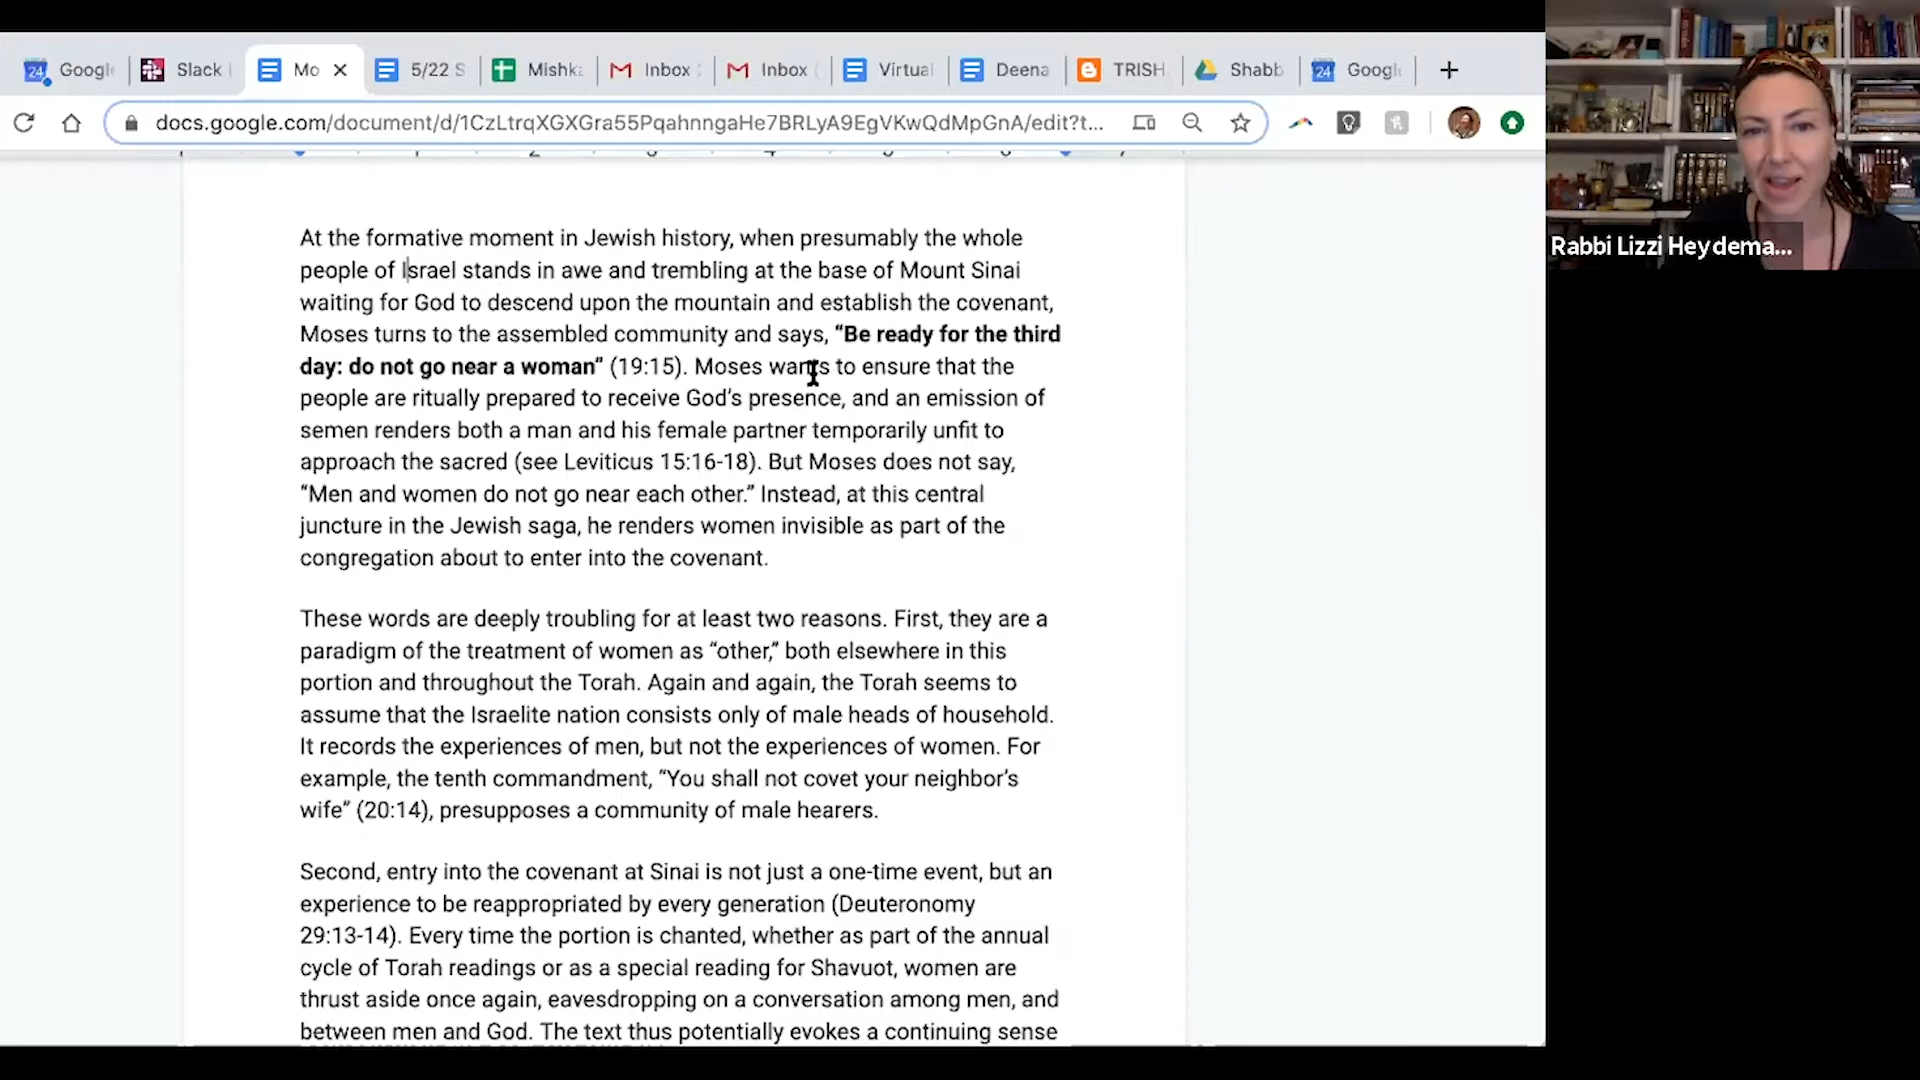 Googl
Slack
Mo
5/22 S
Mishk
Inbox
Inbox
Virtual
Deena
TRISH
Shabb
Googl
docs.google.com/document/d/1CzLtrqXGXGra55PqahnngaHe7BRLyA9EgVKwQdMpGnA/edit?t...
Rabbi Lizzi Heydema...
At the formative moment in Jewish history, when presumably the whole
people of Israel stands in awe and trembling at the base of Mount Sinai
waiting for God to descend upon the mountain and establish the covenant,
Moses turns to the assembled community and says, “Be ready for the third
day: do not go near a woman” (19:15). Moses wants to ensure that the
people are ritually prepared to receive God’s presence, and an emission of
semen renders both a man and his female partner temporarily unfit to
approach the sacred (see Leviticus 15:16-18). But Moses does not say,
“Men and women do not go near each other.” Instead, at this central
juncture in the Jewish saga, he renders women invisible as part of the
congregation about to enter into the covenant.
These words are deeply troubling for at least two reasons. First, they are a
paradigm of the treatment of women as “other,” both elsewhere in this
portion and throughout the Torah. Again and again, the Torah seems to
assume that the Israelite nation consists only of male heads of household.
It records the experiences of men, but not the experiences of women. For
example, the tenth commandment, “You shall not covet your neighbor’s
wife” (20:14), presupposes a community of male hearers.
Second, entry into the covenant at Sinai is not just a one-time event, but an
experience to be reappropriated by every generation (Deuteronomy
29:13-14). Every time the portion is chanted, whether as part of the annual
cycle of Torah readings or as a special reading for Shavuot, women are
thrust aside once again, eavesdropping on a conversation among men, and
between men and God. The text thus potentially evokes a continuing sense